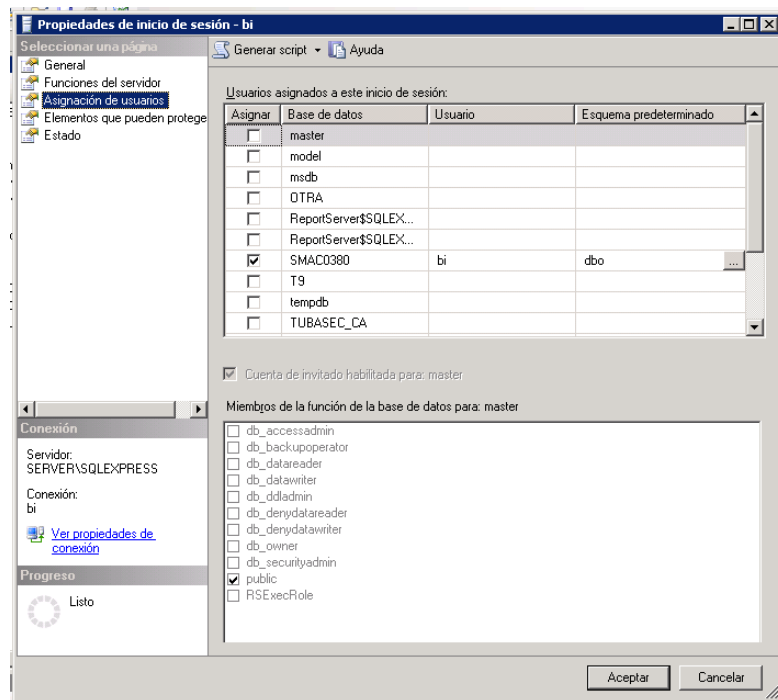 Propiedades de inicio de sesión - bi
Seleccionar una página
General
Funciones del servidor
Asignación de usuarios
Elementos que pueden protege
Estado
Generar script
Ayuda
Usuarios asignados a este inicio de sesión:
Asignar Base de datos Usuario Esquema predeterminado
master
model
msdb
OTRA
ReportServer$SQLEX...
ReportServer$SQLEX...
SMAC0380 bi dbo ...
T9
tempdb
TUBASEC_CA
Cuenta de invitado habilitada para: master
Miembros de la función de la base de datos para: master
db_accessadmin
db_backupoperator
db_datareader
db_datawriter
db_ddladmin
db_denydatareader
db_denydatawriter
db_owner
db_securityadmin
public
RSExecRole
Conexión
Servidor:
SERVER\SQLEXPRESS
Conexión:
bi
Ver propiedades de
conexión
Progreso
Listo
Aceptar
Cancelar